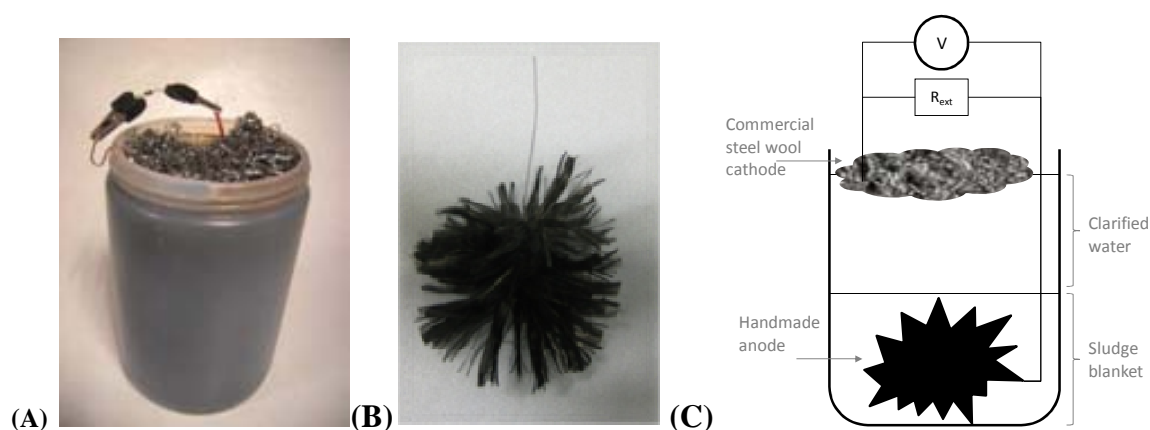 (A)
(B)
(C)
V
Rext
Commercial
steel wool
cathode
Clarified
water
Handmade
anode
Sludge
blanket